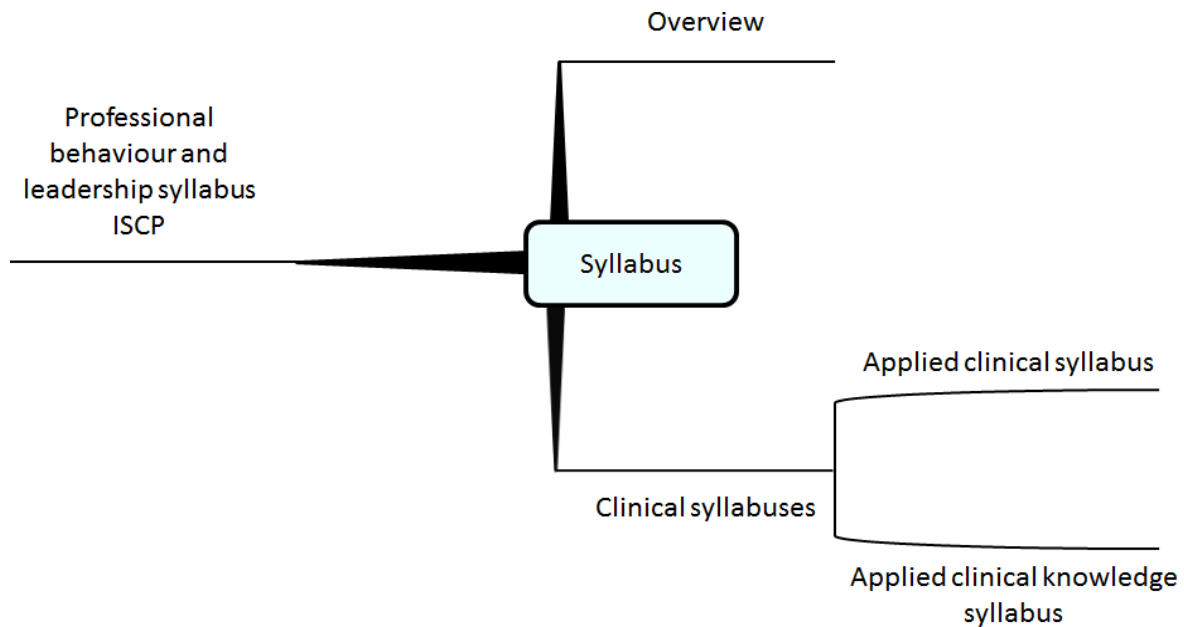 Overview
Professional
behaviour and
leadership syllabus
ISCP
Syllabus
Applied clinical syllabus
Clinical syllabuses
Applied clinical knowledge
syllabus